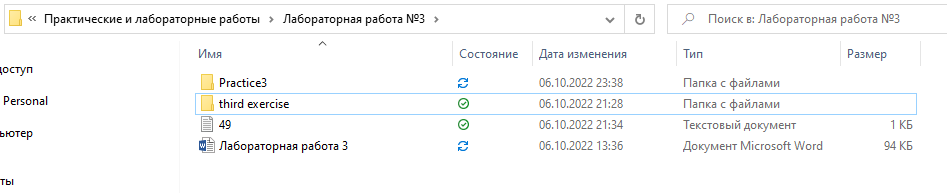 « Практические и лабораторные работы › Лабораторная работа №3 ›
Поиск в: Лабораторная работа №3
Имя Состояние Дата изменения Тип Размер
Practice3 06.10.2022 23:38 Папка с файлами
third exercise 06.10.2022 21:28 Папка с файлами
49 06.10.2022 21:34 Текстовый документ 1 КБ
Лабораторная работа 3 06.10.2022 13:36 Документ Microsoft Word 94 КБ
доступ
Personal
ьютер
ты